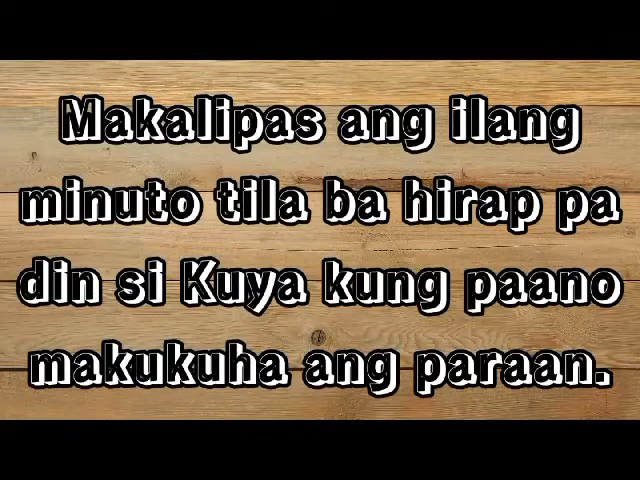 Makalipas ang ilang
minuto tila ba hirap pa
din si Kuya kung paano
makukuha ang paraan.